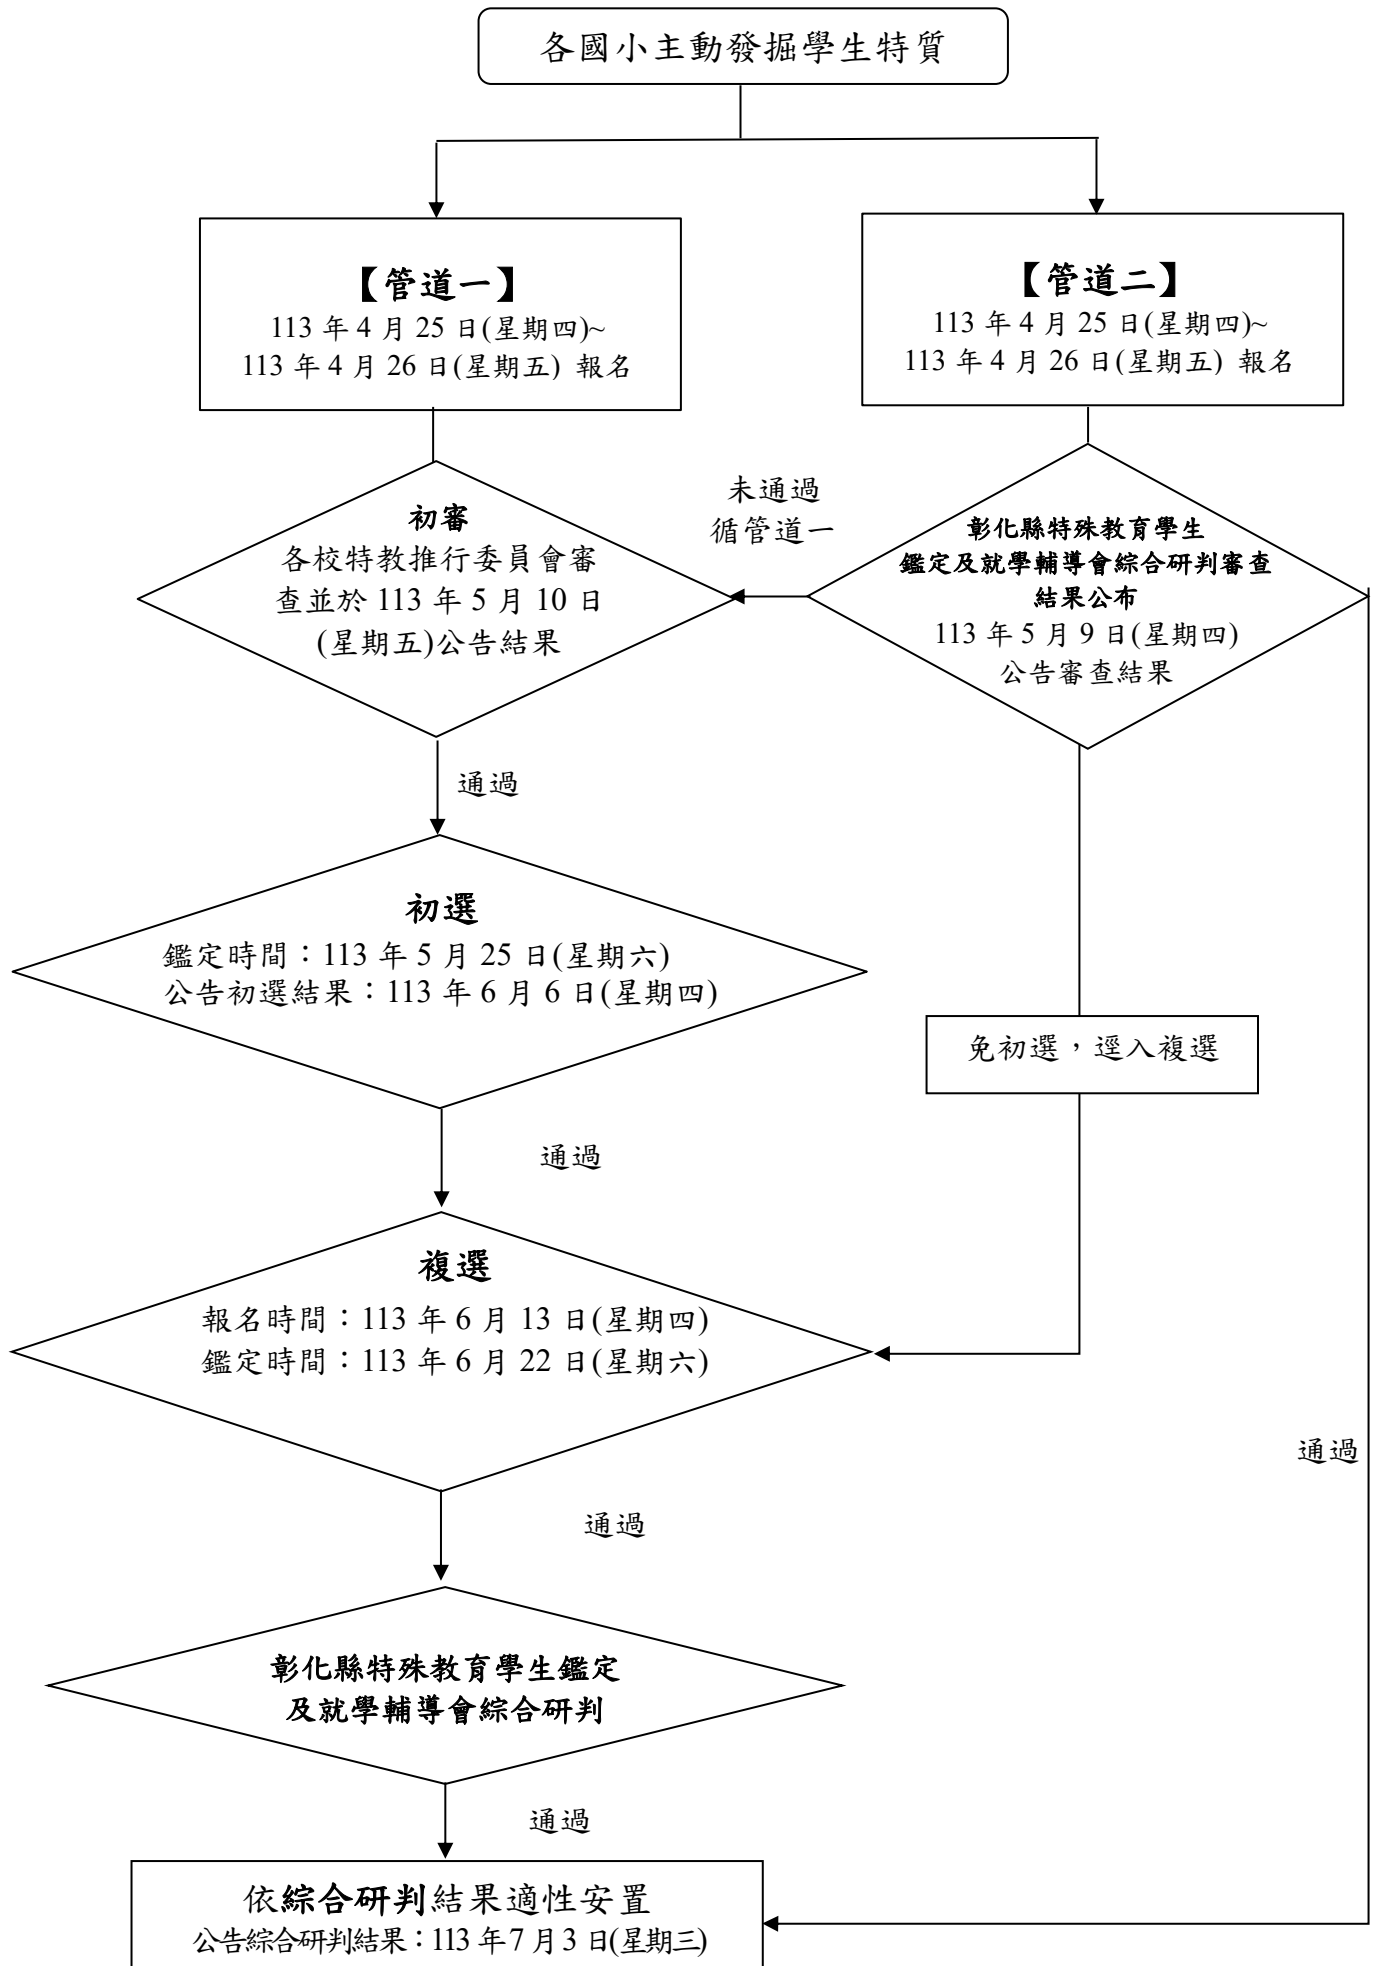 各國小主動發掘學生特質
【管道一】
113 年 4 月 25 日(星期四)~
113 年 4 月 26 日(星期五) 報名
【管道二】
113 年 4 月 25 日(星期四)~
113 年 4 月 26 日(星期五) 報名
初審
各校特教推行委員會審
查並於 113 年 5 月 10 日
(星期五)公告結果
未通過
循管道一
彰化縣特殊教育學生
鑑定及就學輔導會綜合研判審查
結果公布
113 年 5 月 9 日(星期四)
公告審查結果
通過
初選
鑑定時間：113 年 5 月 25 日(星期六)
公告初選結果：113 年 6 月 6 日(星期四)
免初選，逕入複選
通過
複選
報名時間：113 年 6 月 13 日(星期四)
鑑定時間：113 年 6 月 22 日(星期六)
通過
通過
彰化縣特殊教育學生鑑定
及就學輔導會綜合研判
通過
依綜合研判結果適性安置
公告綜合研判結果：113 年 7 月 3 日(星期三)